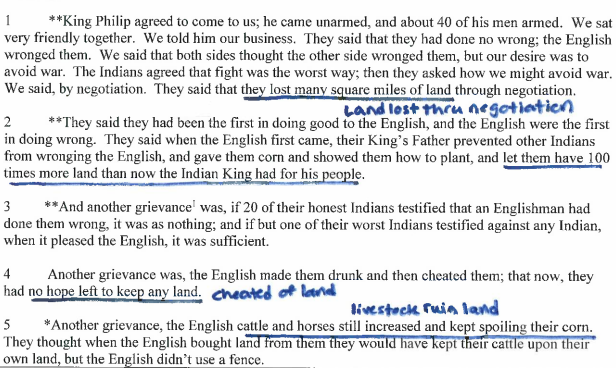 1 **King Philip agreed to come to us; he came unarmed, and about 40 of his men armed. We sat
very friendly together. We told him our business. They said that they had done no wrong; the English
wronged them. We said that both sides thought the other side wronged them, but our desire was to
avoid war. The Indians agreed that fight was the worst way; then they asked how we might avoid war.
We said, by negotiation. They said that they lost many square miles of land through negotiation.
Land lost thru negotiation
2 **They said they had been the first in doing good to the English, and the English were the first
in doing wrong. They said when the English first came, their King's Father prevented other Indians
from wronging the English, and gave them corn and showed them how to plant, and let them have 100
times more land than now the Indian King had for his people.
3 **And another grievance¹ was, if 20 of their honest Indians testified that an Englishman had
done them wrong, it was as nothing; and if but one of their worst Indians testified against any Indian,
when it pleased the English, it was sufficient.
4 Another grievance was, the English made them drunk and then cheated them; that now, they
had no hope left to keep any land. cheated of land
livestock ruin land
5 *Another grievance, the English cattle and horses still increased and kept spoiling their corn.
They thought when the English bought land from them they would have kept their cattle upon their
own land, but the English didn't use a fence.